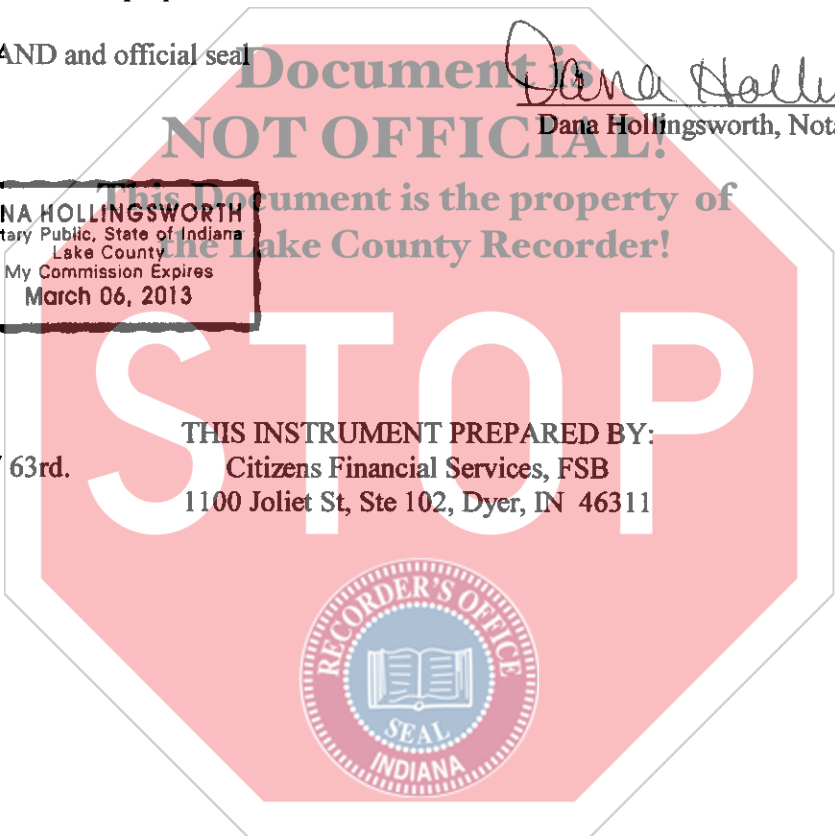 AND and official seal
Dana Hollingsworth, Nota
Document is
NOT OFFICIAL!
This Document is the property of
the Lake County Recorder!
NA HOLLINGSWORTH
tary Public, State of Indiana
Lake County
My Commission Expires
March 06, 2013
STOP
THIS INSTRUMENT PREPARED BY:
63rd.
Citizens Financial Services, FSB
1100 Joliet St, Ste 102, Dyer, IN 46311
RECORDER'S OFFICE
SEAL
INDIANA